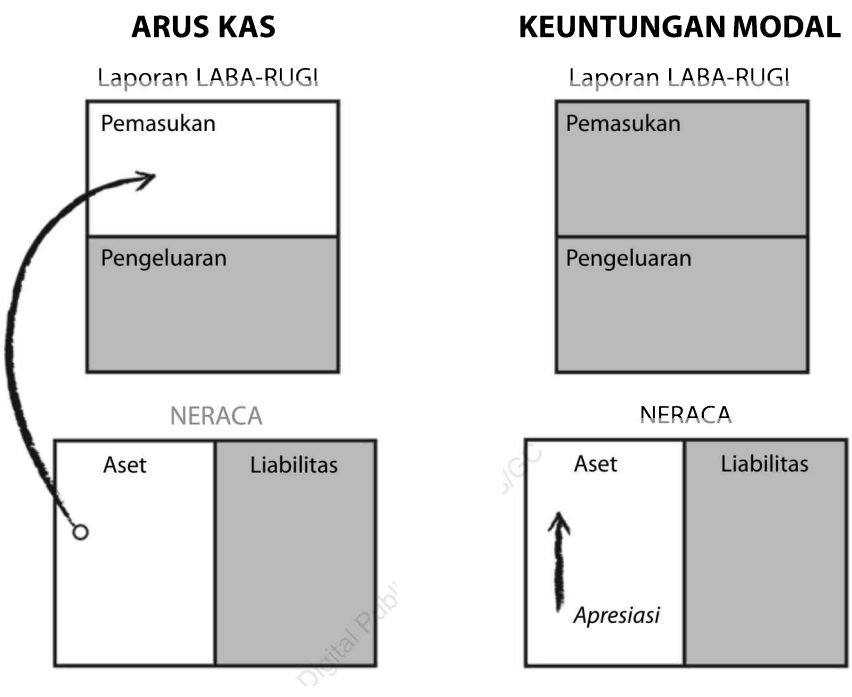 ARUS KAS
Laporan LABA-RUGI
Pemasukan
Pengeluaran
NERACA
Aset
Liabilitas
KEUNTUNGAN MODAL
Laporan LABA-RUGI
Pemasukan
Pengeluaran
NERACA
Aset
Liabilitas
Apresiasi
Digital